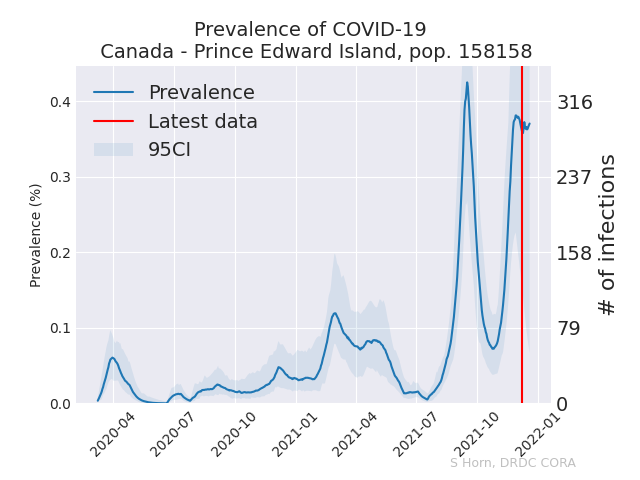 Prevalence of COVID-19
Canada - Prince Edward Island, pop. 158158
Prevalence
Latest data
95CI
Prevalence (%)
0.4
0.3
0.2
0.1
0.0
316
237
158
79
0
# of infections
2020-04
2020-07
2020-10
2021-01
2021-04
2021-07
2021-10
2022-01
S Horn, DRDC CORA